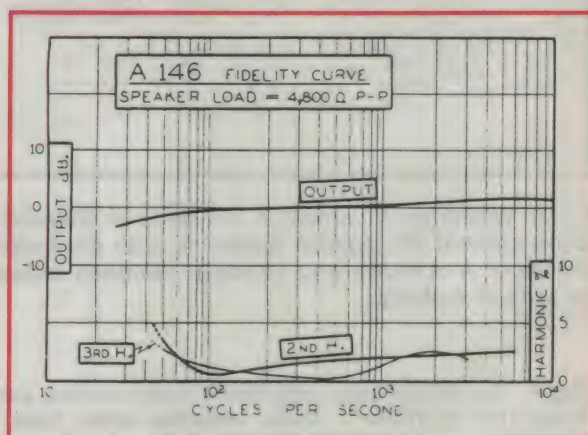 A 146 FIDELITY CURVE
SPEAKER LOAD = 4,800 Ω P-P
OUTPUT dB.
10
0
-10
OUTPUT
10
5
0
HARMONIC %
3RD H.
2ND H.
10
10²
10³
10⁴
CYCLES PER SECOND